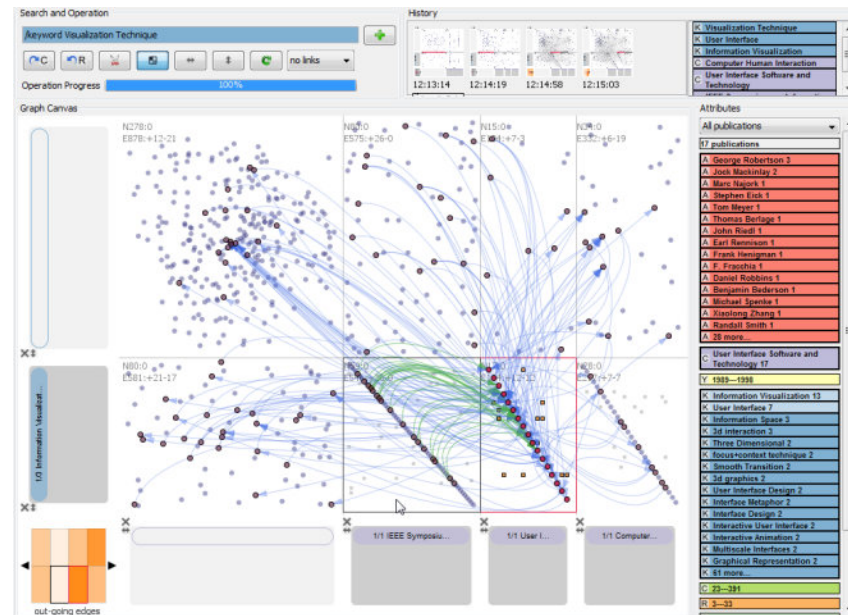 Search and Operation
History
Keyword Visualization Technique
C
R
no links
Operation Progress
100%
12:13:14
12:14:19
12:14:58
12:15:03
K Visualization Technique
K User Interface
K Information Visualization
C Computer Human Interaction
C User Interface Software and
Technology
Graph Canvas
Attributes
All publications
17 publications
N278:0
E878:+12-21
E575:+26-0
N15:0
E332:+6-19
A George Robertson 3
A Jock Mackinlay 2
A Marc Najork 1
A Stephen Eick 1
A Tom Meyer 1
A Thomas Berlage 1
A John Riedl 1
A Earl Rennison 1
A Frank Henigman 1
A F. Fracchia 1
A Daniel Robbins 1
A Benjamin Bederson 1
A Michael Spenke 1
A Xiaolong Zhang 1
A Randall Smith 1
A 28 more...
C User Interface Software and
Technology 17
Y 1989—1998
N80:0
E581:+21-17
1/3 Information Visualizat...
K Information Visualization 13
K User Interface 7
K Information Space 3
K 3d interaction 3
K Three Dimensional 2
K focus+context technique 2
K Smooth Transition 2
K 3d graphics 2
K User Interface Design 2
K Interface Metaphor 2
K Interface Design 2
K Interactive User Interface 2
K Interactive Animation 2
K Multiscale Interfaces 2
K Graphical Representation 2
K 61 more...
C 23—391
R 3—33
1/1 IEEE Symposiu...
1/1 User I...
1/1 Computer...
out-going edges